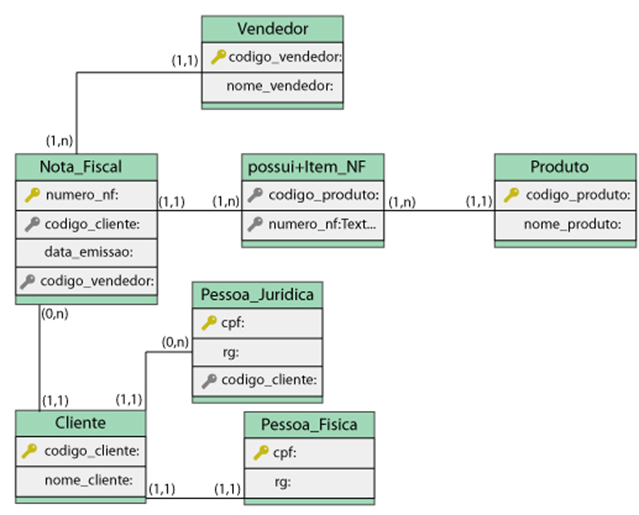 Vendedor
codigo_vendedor:
nome_vendedor:
(1,1)
(1,n)
Nota_Fiscal
numero_nf:
codigo_cliente:
data_emissao:
codigo_vendedor:
(1,1)
(1,n)
possui+Item_NF
codigo_produto:
numero_nf:Text...
(1,n)
(1,1)
Produto
codigo_produto:
nome_produto:
(0,n)
(1,1)
Pessoa_Juridica
cpf:
rg:
codigo_cliente:
(0,n)
(1,1)
Cliente
codigo_cliente:
nome_cliente:
(1,1)
(1,1)
Pessoa_Fisica
cpf:
rg: